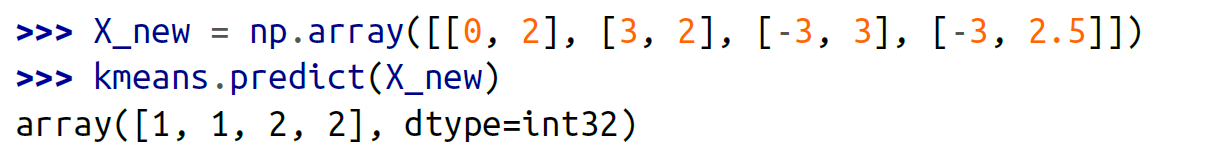 >>> X_new = np.array([[0, 2], [3, 2], [-3, 3], [-3, 2.5]])
>>> kmeans.predict(X_new)
array([1, 1, 2, 2], dtype=int32)